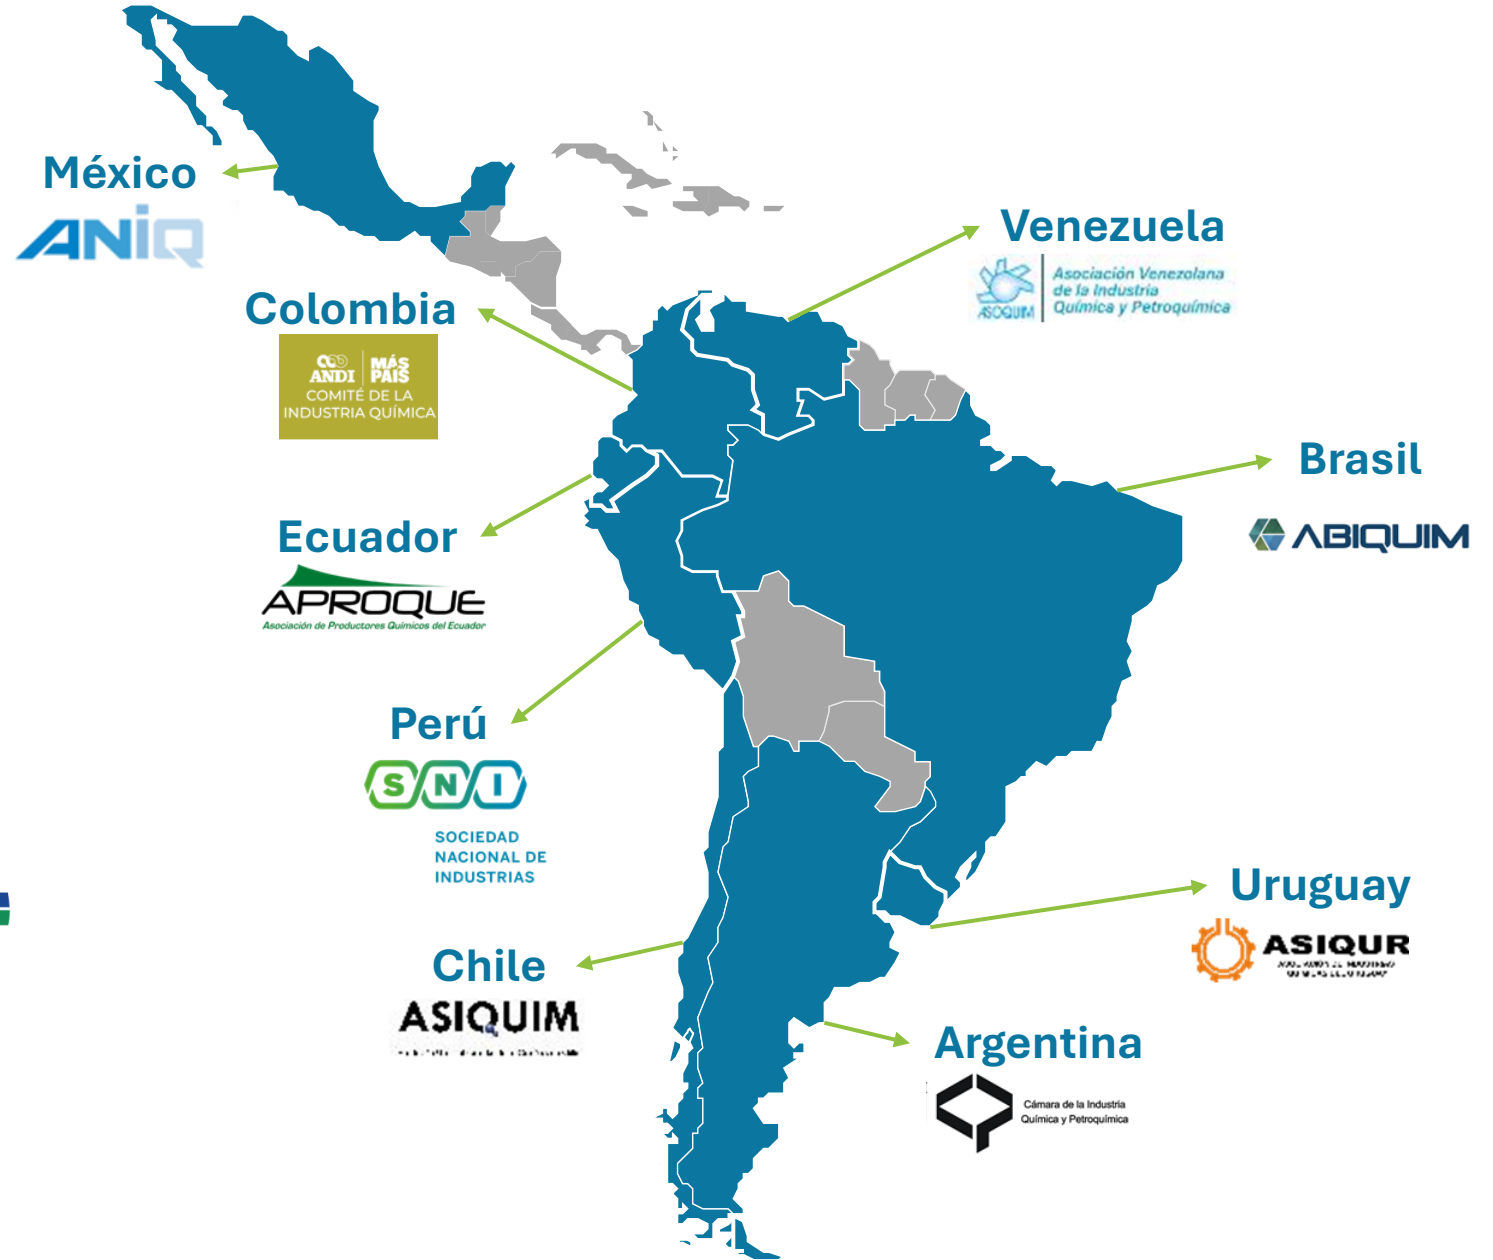 México
ANIQ
Colombia
ANDI
MÁS
PAÍS
COMITÉ DE LA
INDUSTRIA QUÍMICA
Ecuador
APROQUE
Asociación de Productores Químicos del Ecuador
Perú
SNI
SOCIEDAD
NACIONAL DE
INDUSTRIAS
Chile
ASIQUIM
Venezuela
ASOQUIM
Asociación Venezolana
de la Industria
Química y Petroquímica
Brasil
ABIQUIM
Uruguay
ASIQUR
Argentina
Cámara de la Industria
Química y Petroquímica